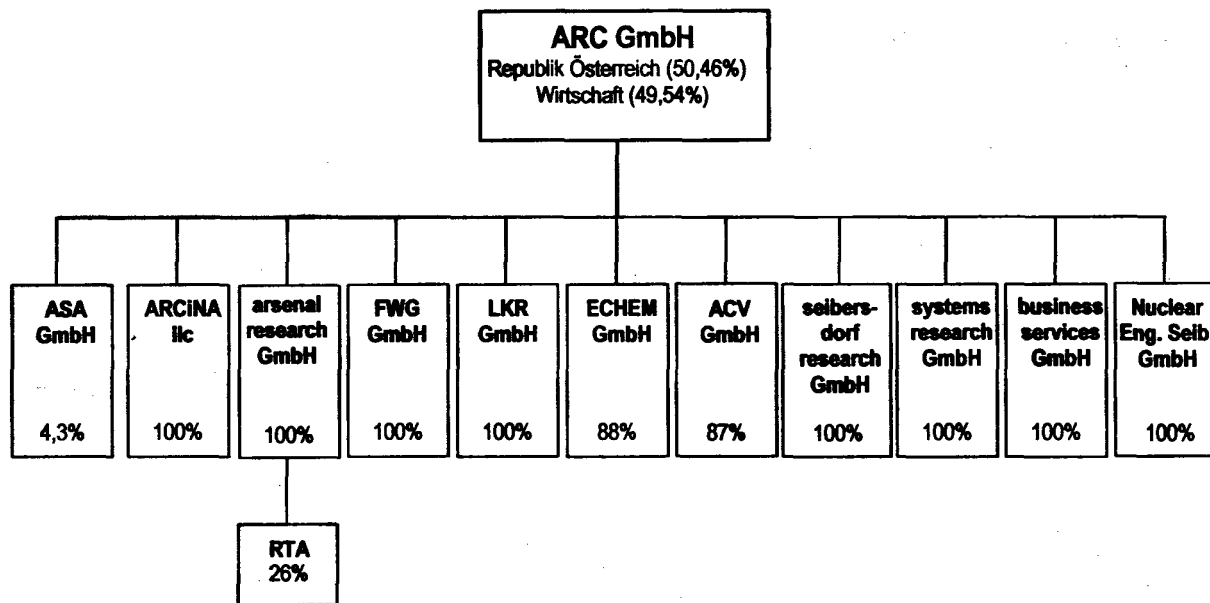 ARC GmbH
Republik Österreich (50,46%)
Wirtschaft (49,54%)
ASA
GmbH
4,3%
ARCiNA
llc
100%
arsenal
research
GmbH
100%
FWG
GmbH
100%
LKR
GmbH
100%
ECHEM
GmbH
88%
ACV
GmbH
87%
seibers-
dorf
research
GmbH
100%
systems
research
GmbH
100%
business
services
GmbH
100%
Nuclear
Eng. Seib.
GmbH
100%
RTA
26%